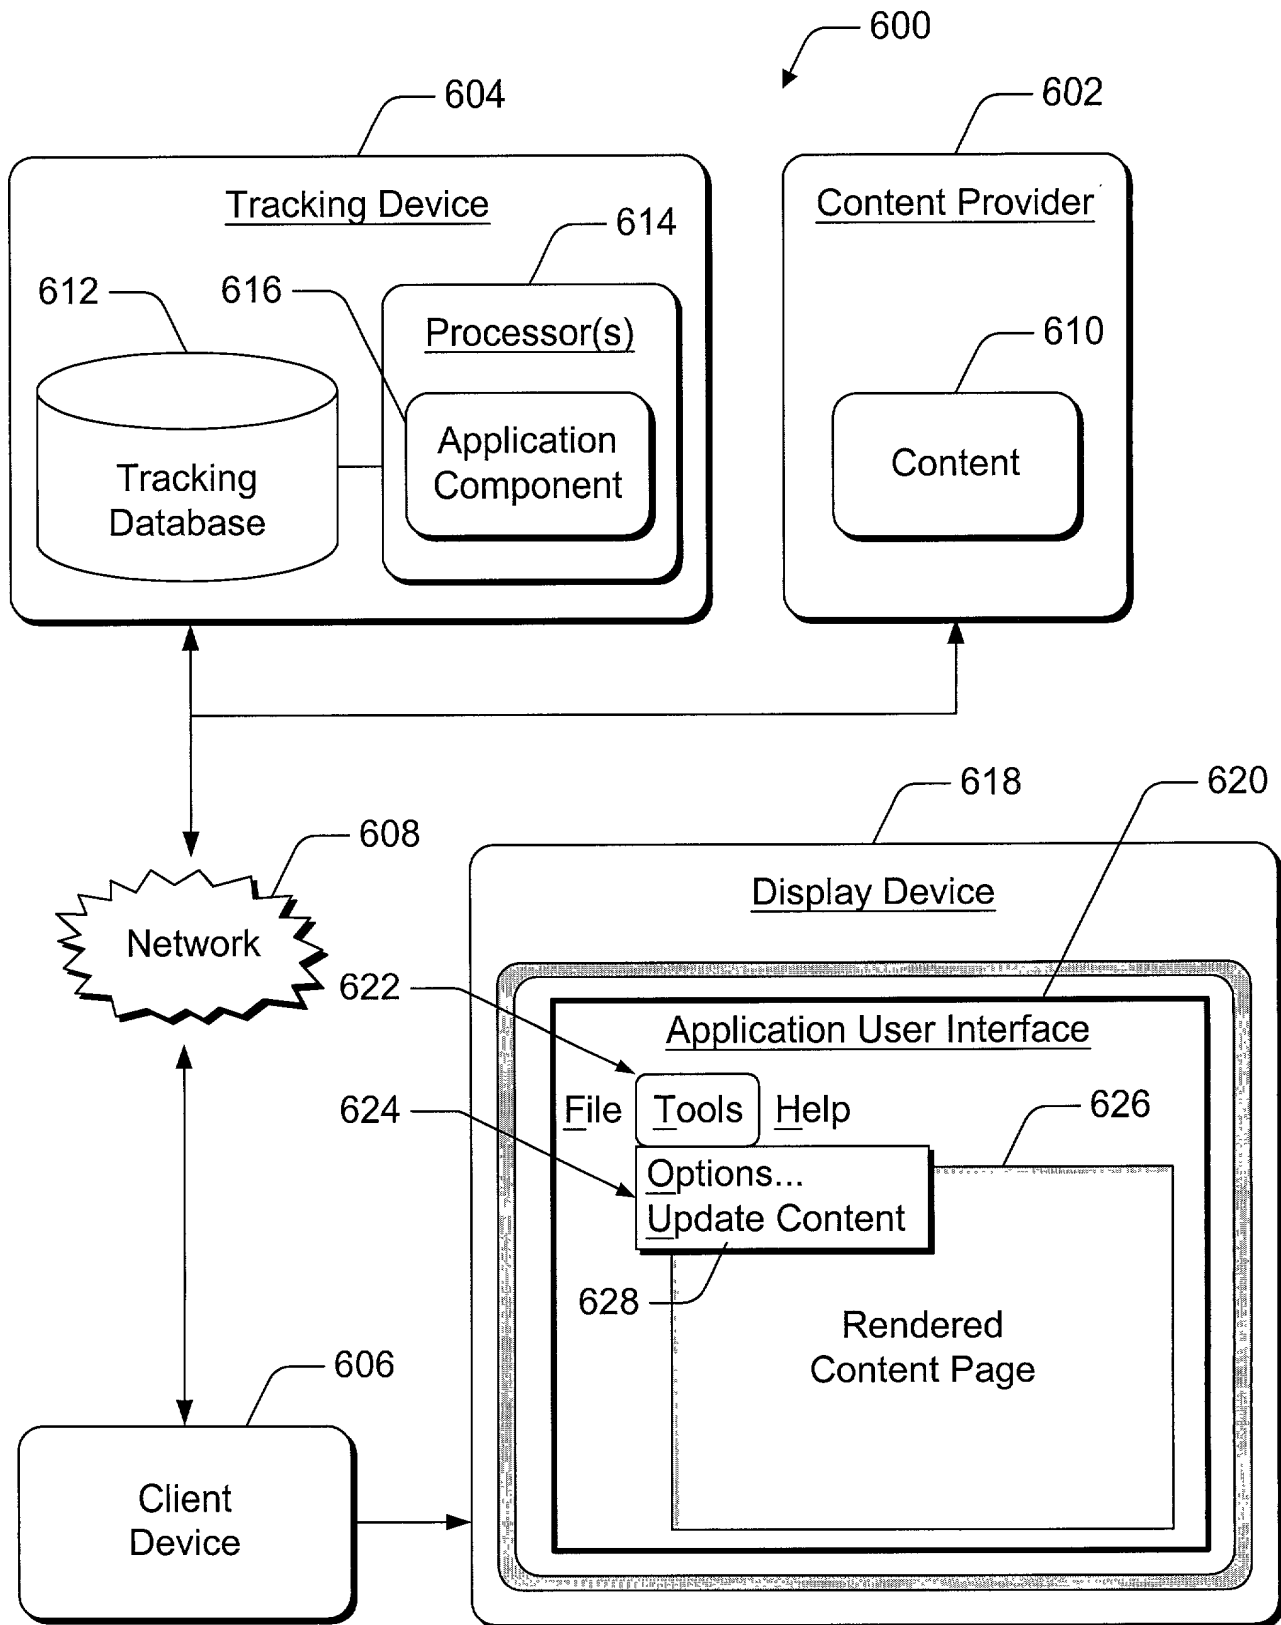 600
604
602
Tracking Device
Content Provider
614
612
616
610
Processor(s)
Application
Component
Content
Tracking
Database
618
620
608
Display Device
Network
622
Application User Interface
624
File Tools Help
626
Options...
Update Content
628
Rendered
Content Page
606
Client
Device